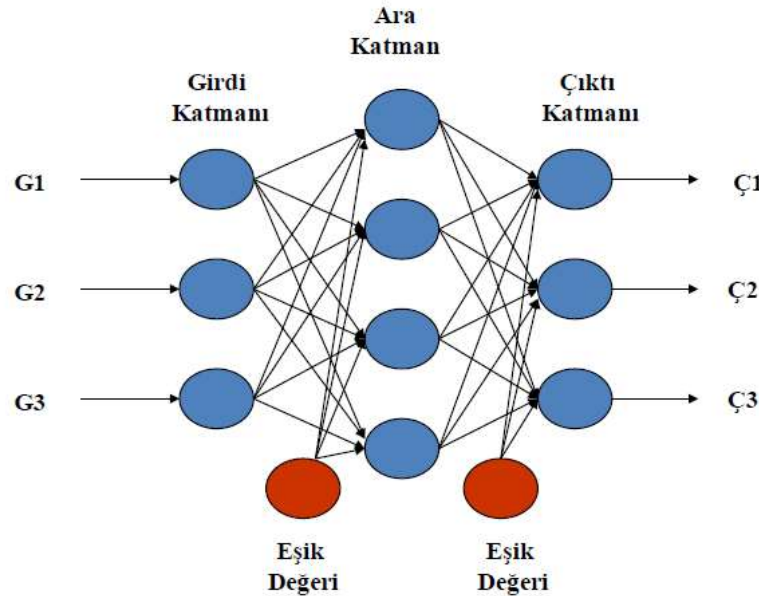 Ara
Katman
Girdi
Katmanı
Çıktı
Katmanı
G1
Ç1
G2
Ç2
G3
Ç3
Eşik
Değeri
Eşik
Değeri